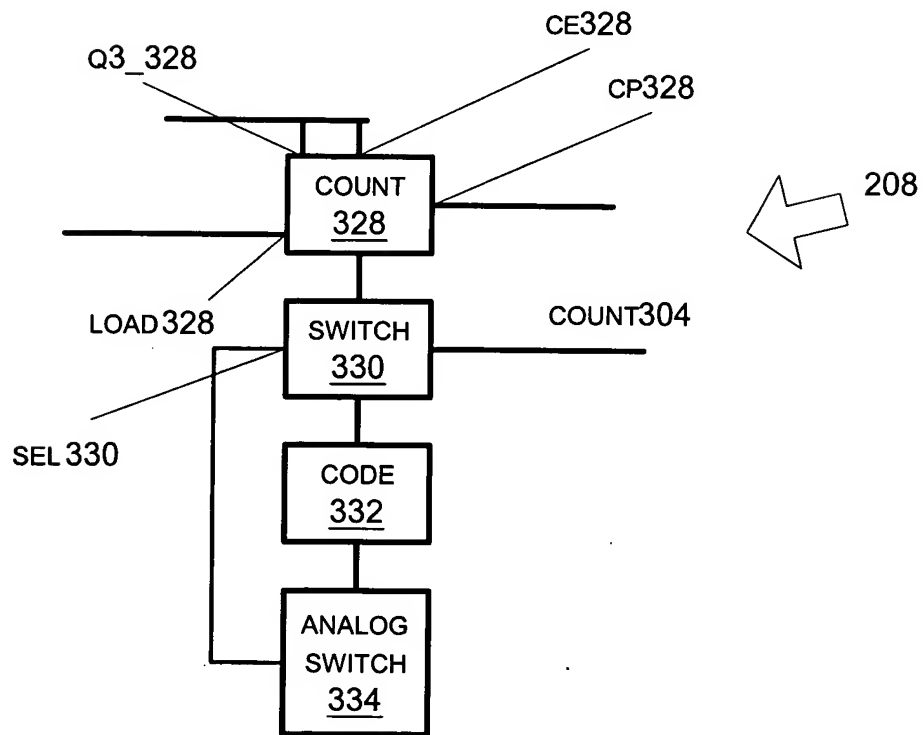 CE328
Q3_328
CP328
COUNT
328
208
LOAD328
SWITCH
330
COUNT304
SEL330
CODE
332
ANALOG
SWITCH
334